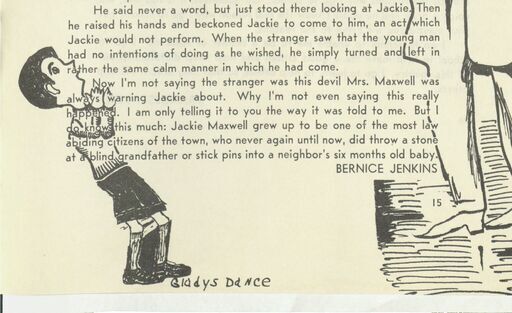 He said never a word, but just stood there looking at Jackie. Then
he raised his hands and beckoned Jackie to come to him, an act which
Jackie would not perform. When the stranger saw that the young man
had no intentions of doing as he wished, he simply turned and left in
rather the same calm manner in which he had come.
Now I'm not saying the stranger was this devil Mrs. Maxwell was
always warning Jackie about. Why I'm not even saying this really
happened. I am only telling it to you the way it was told to me. But I
do know this much: Jackie Maxwell grew up to be one of the most law
abiding citizens of the town, who never again until now, did throw a stone
at a blind grandfather or stick pins into a neighbor's six months old baby.
BERNICE JENKINS
15
Gladys Dance